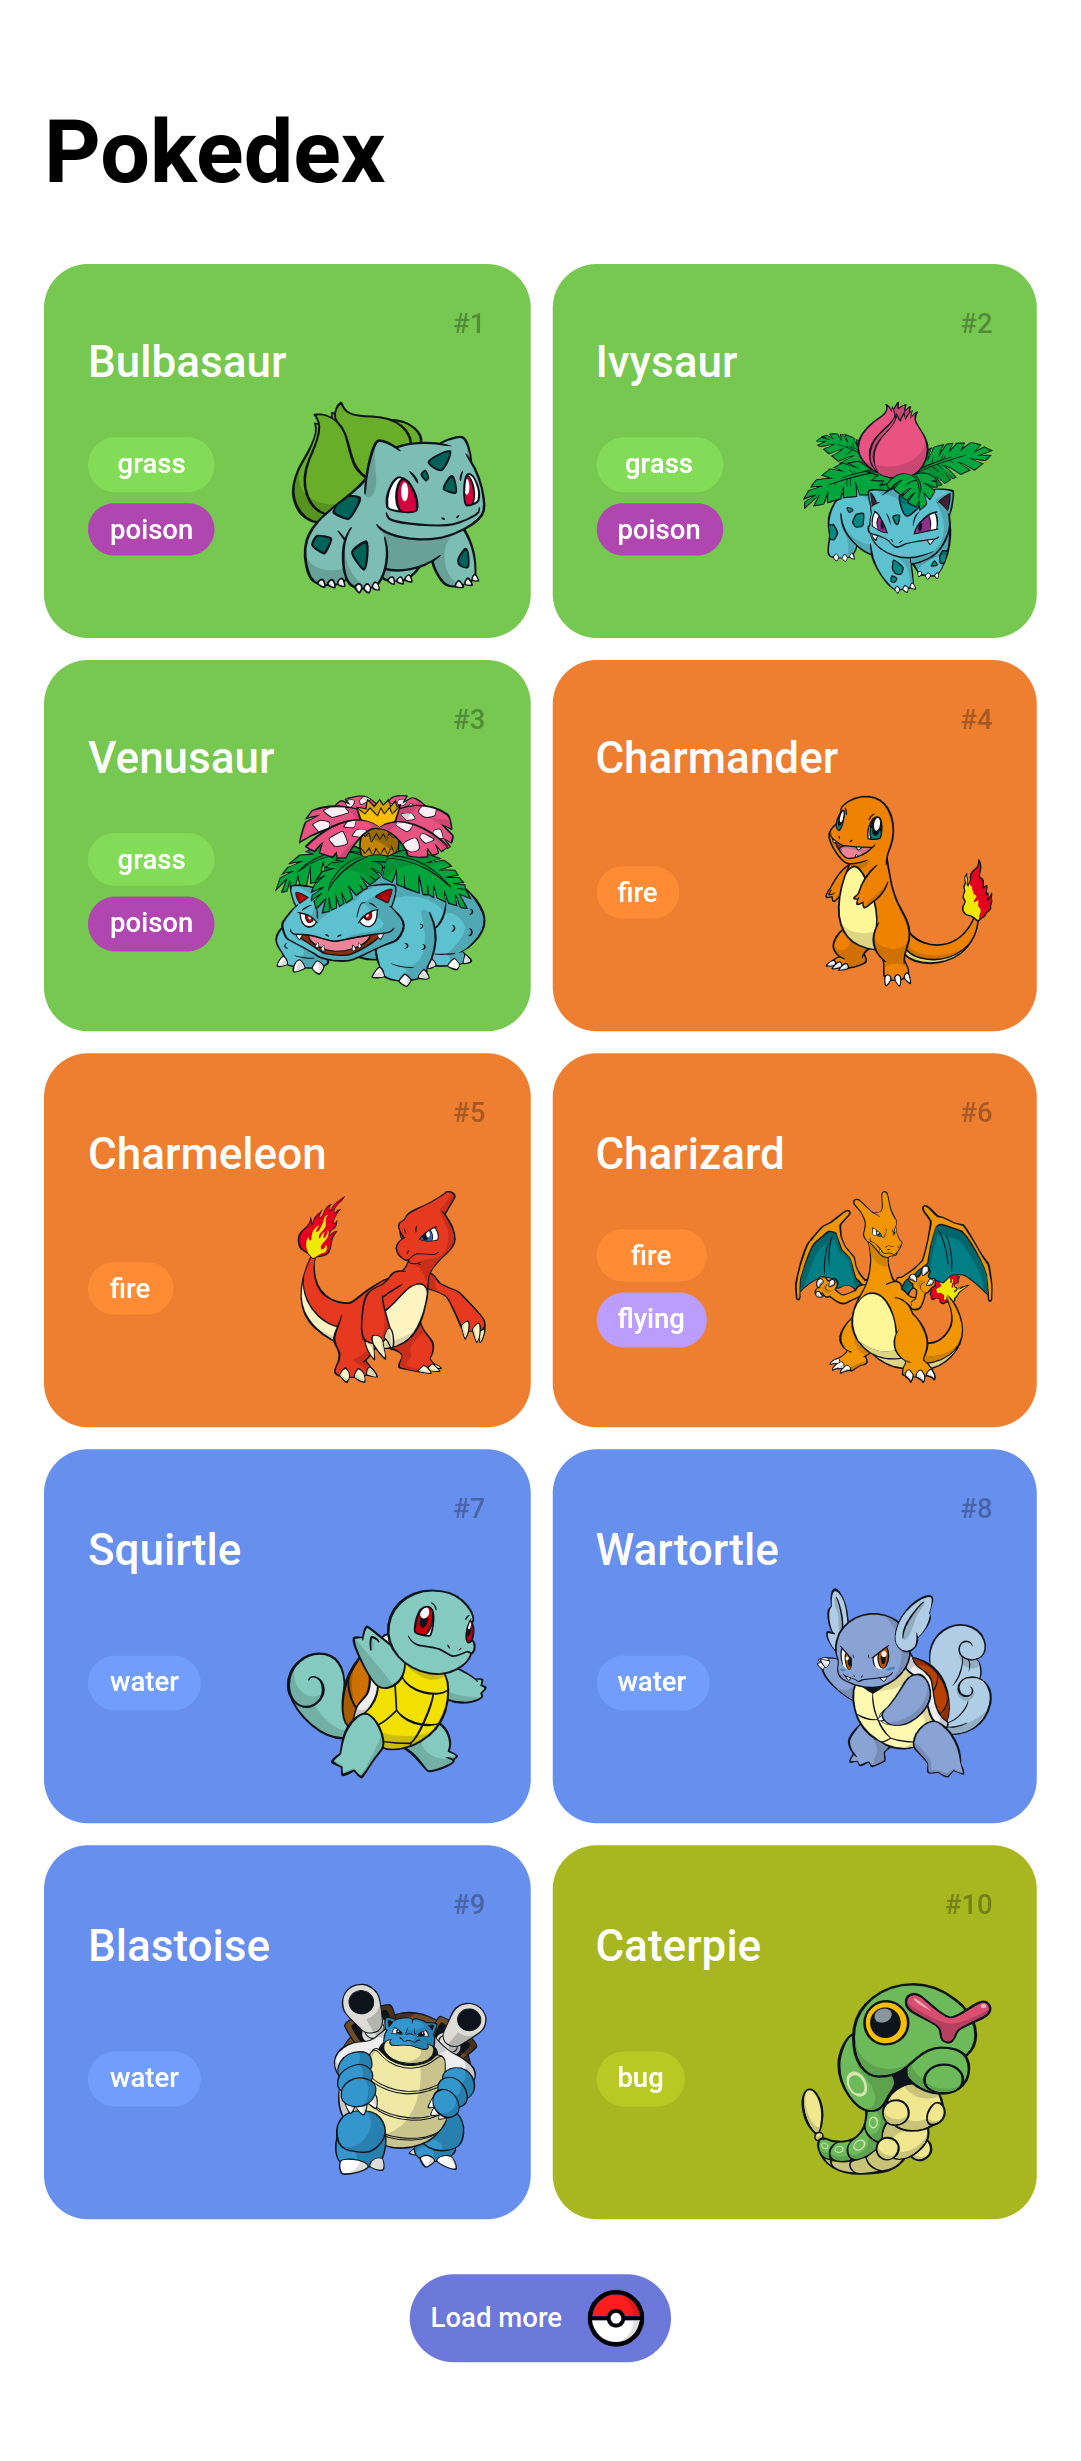 Pokedex
#1
Bulbasaur
grass
poison
#2
Ivysaur
grass
poison
#3
Venusaur
grass
poison
#4
Charmander
fire
#5
Charmeleon
fire
#6
Charizard
fire
flying
#7
Squirtle
water
#8
Wartortle
water
#9
Blastoise
water
#10
Caterpie
bug
Load more